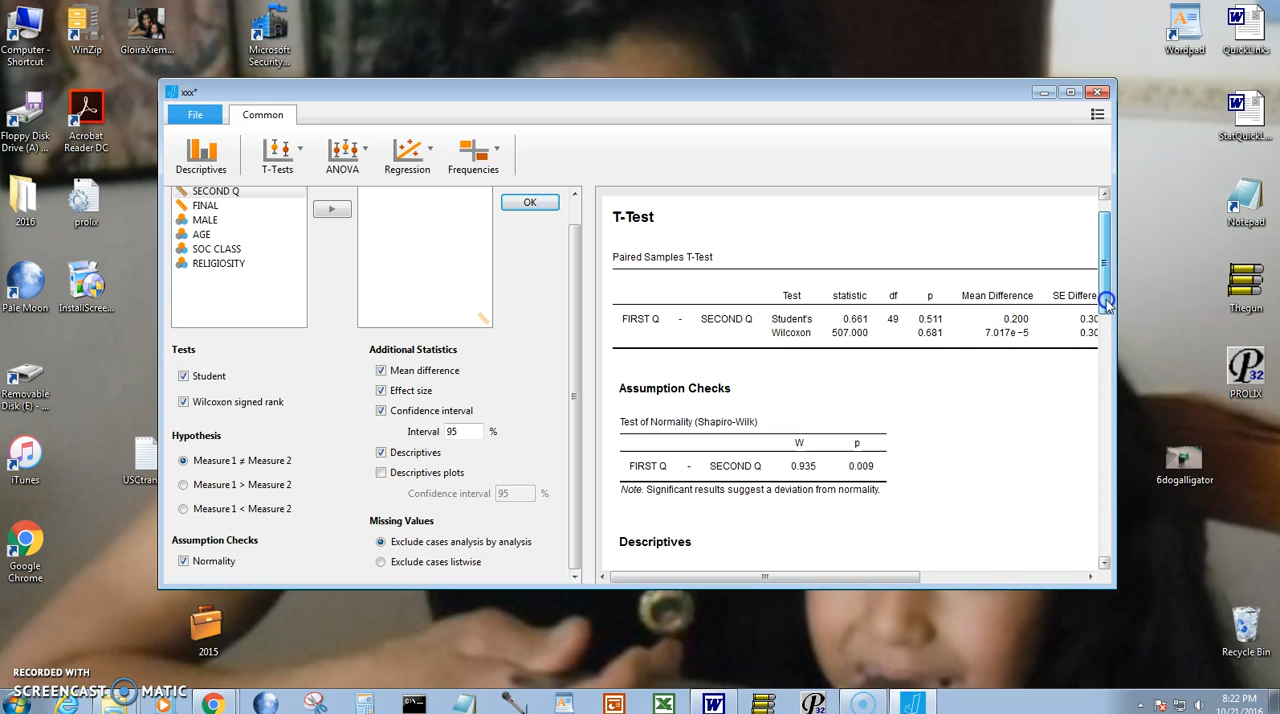 Computer - Shortcut
WinZip
GloiraXiem...
Microsoft Security...
Wordpad
QuickLinks
Floppy Disk Drive (A) ...
Acrobat Reader DC
StatQuickL...
2016
prolix
Notepad
Pale Moon
InstallScree...
Thegun
Removable Disk (E) - ...
PROLIX
iTunes
USCtran
6dogalligator
Google Chrome
2015
Recycle Bin
xxx*
File
Common
Descriptives
T-Tests
ANOVA
Regression
Frequencies
SECOND Q
FINAL
MALE
AGE
SOC CLASS
RELIGIOSITY
OK
Tests
Student
Wilcoxon signed rank
Hypothesis
Measure 1 ≠ Measure 2
Measure 1 > Measure 2
Measure 1 < Measure 2
Assumption Checks
Normality
Additional Statistics
Mean difference
Effect size
Confidence interval
Interval 95 %
Descriptives
Descriptives plots
Confidence interval 95 %
Missing Values
Exclude cases analysis by analysis
Exclude cases listwise
T-Test
Paired Samples T-Test
Test statistic df p Mean Difference SE Differe
FIRST Q - SECOND Q Student's 0.661 49 0.511 0.200 0.30
Wilcoxon 507.000 0.681 7.017e -5 0.30
Assumption Checks
Test of Normality (Shapiro-Wilk)
W p
FIRST Q - SECOND Q 0.935 0.009
Note. Significant results suggest a deviation from normality.
Descriptives
RECORDED WITH
SCREENCAST MATIC
8:22 PM
10/21/2016